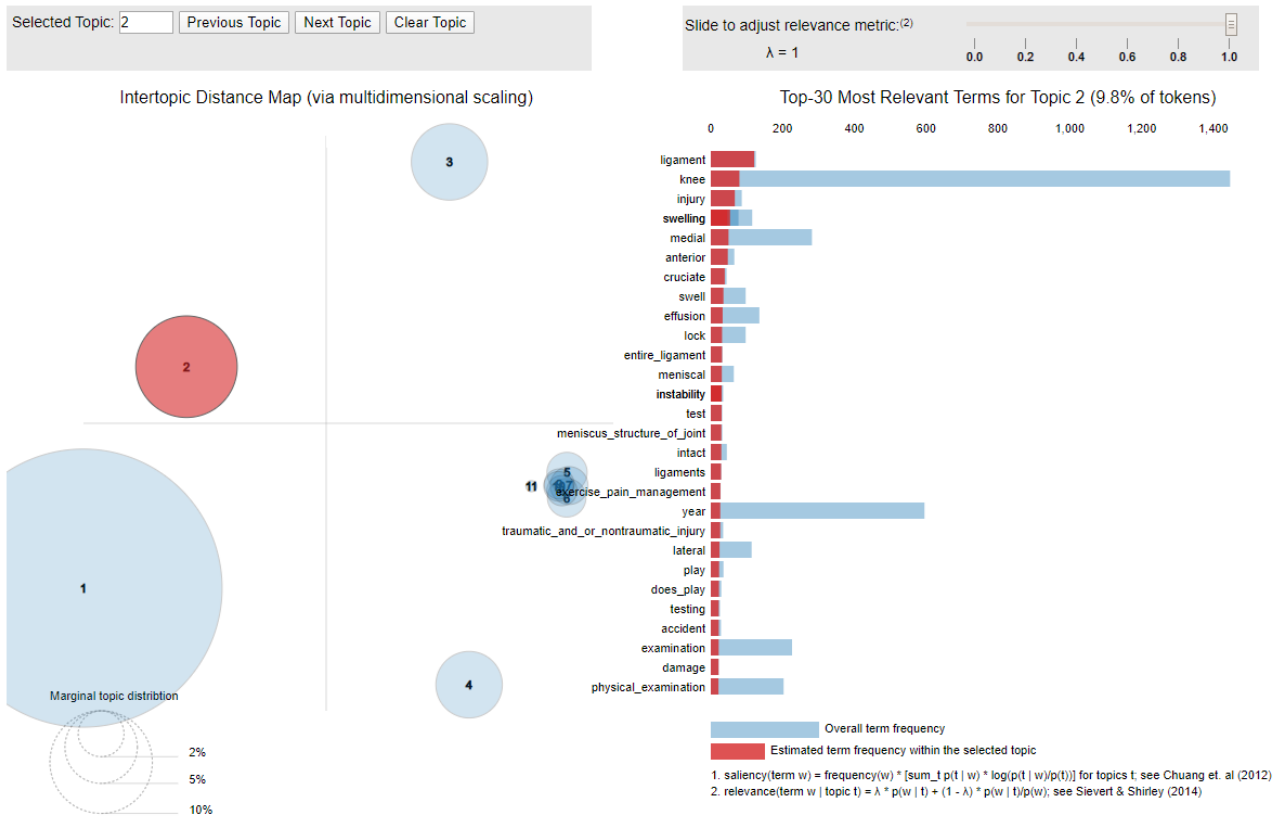 Selected Topic: 2 Previous Topic Next Topic Clear Topic
Slide to adjust relevance metric:(2)
λ = 1
0.0 0.2 0.4 0.6 0.8 1.0
Intertopic Distance Map (via multidimensional scaling)
3
2
5
11
7
6
1
4
Marginal topic distribtion
2%
5%
10%
Top-30 Most Relevant Terms for Topic 2 (9.8% of tokens)
0 200 400 600 800 1,000 1,200 1,400
ligament
knee
injury
swelling
medial
anterior
cruciate
swell
effusion
lock
entire_ligament
meniscal
instability
test
meniscus_structure_of_joint
intact
ligaments
exercise_pain_management
year
traumatic_and_or_nontraumatic_injury
lateral
play
does_play
testing
accident
examination
damage
physical_examination
Overall term frequency
Estimated term frequency within the selected topic
1. saliency(term w) = frequency(w) * [sum_t p(t | w) * log(p(t | w)/p(t))] for topics t; see Chuang et. al (2012)
2. relevance(term w | topic t) = λ * p(w | t) + (1 - λ) * p(w | t)/p(w); see Sievert & Shirley (2014)